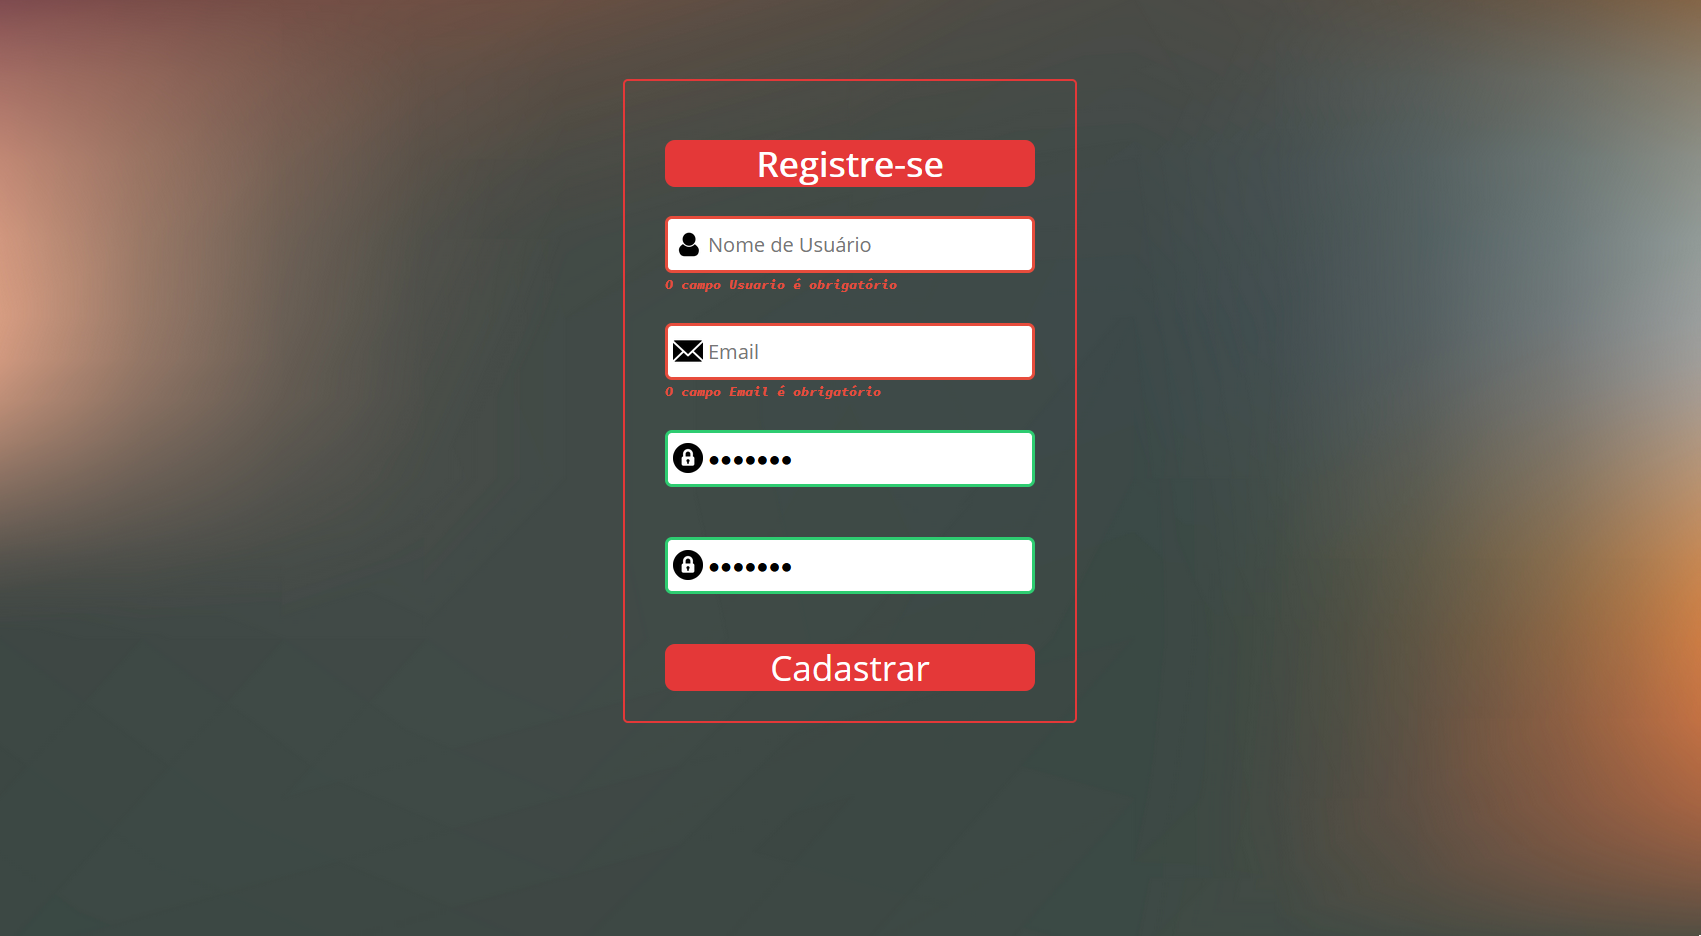 Registre-se
Nome de Usuário
O campo Usuario é obrigatório
Email
O campo Email é obrigatório
•••••••
•••••••
Cadastrar